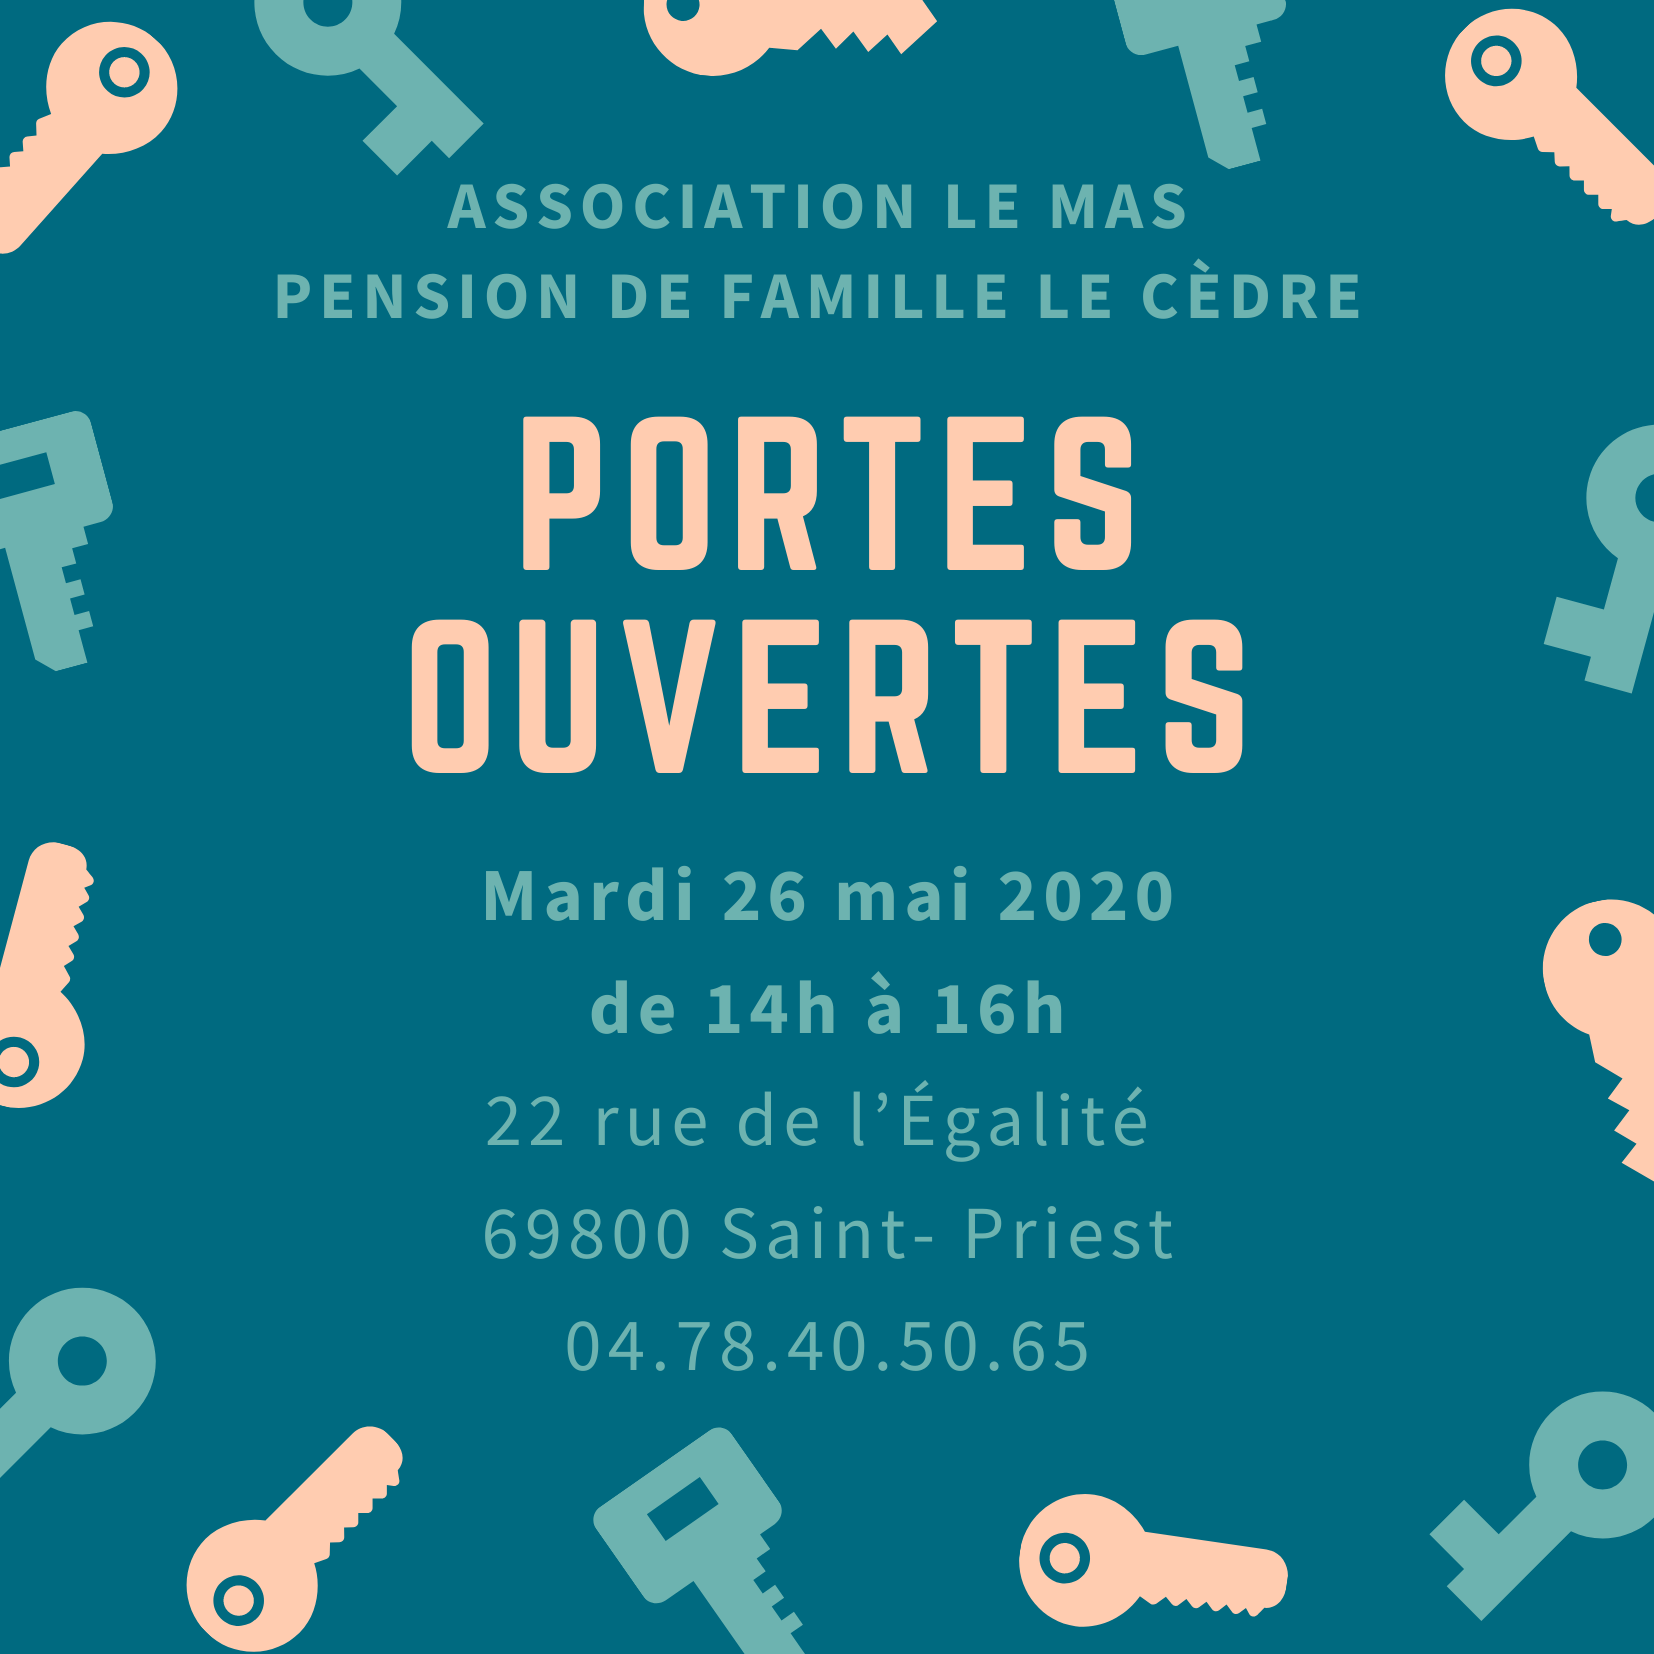 ASSOCIATION LE MAS
PENSION DE FAMILLE LE CÈDRE
PORTES
OUVERTES
Mardi 26 mai 2020
de 14h à 16h
22 rue de l’Égalité
69800 Saint- Priest
04.78.40.50.65